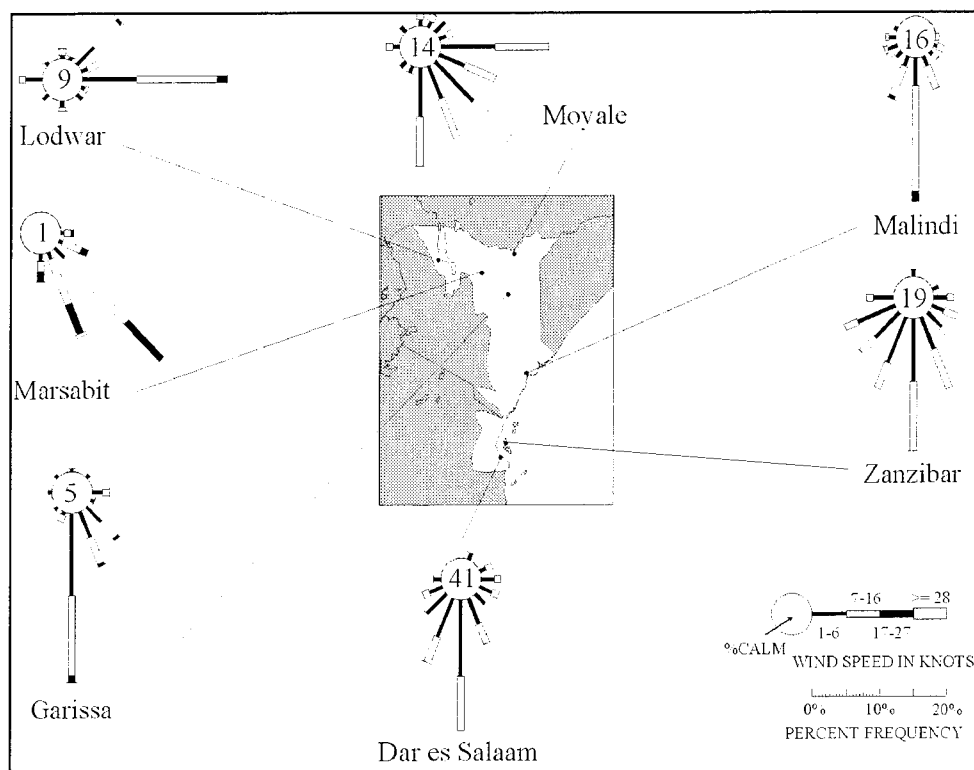 14
16
9
Moyale
Lodwar
1
Malindi
19
Marsabit
5
Zanzibar
41
7-16
>= 28
1-6
17-27
%CALM
WIND SPEED IN KNOTS
Garissa
0%
10%
20%
PERCENT FREQUENCY
Dar es Salaam